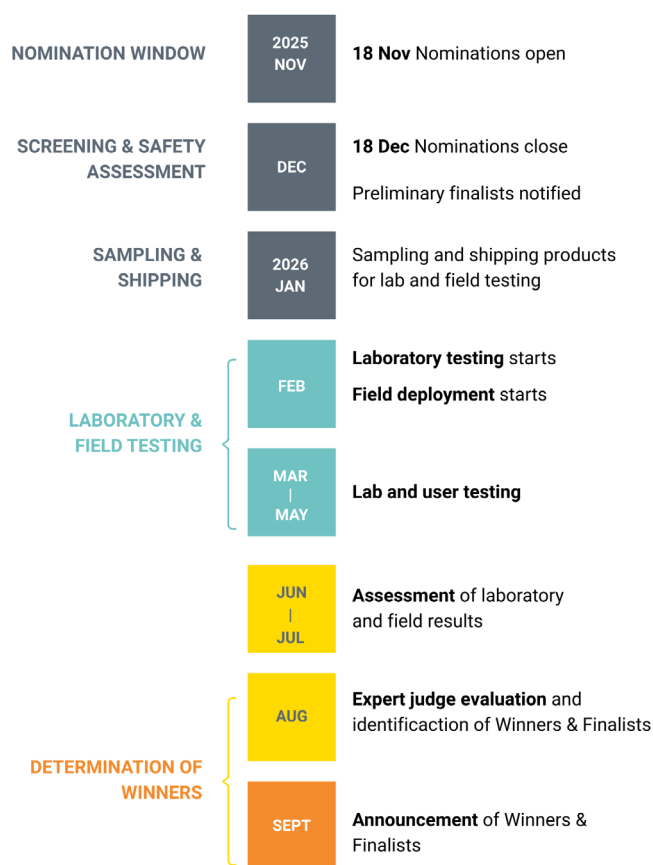 NOMINATION WINDOW
2025
NOV
18 Nov Nominations open
SCREENING & SAFETY
ASSESSMENT
DEC
18 Dec Nominations close
Preliminary finalists notified
SAMPLING &
SHIPPING
2026
JAN
Sampling and shipping products
for lab and field testing
LABORATORY &
FIELD TESTING
FEB
Laboratory testing starts
Field deployment starts
MAR
|
MAY
Lab and user testing
JUN
|
JUL
Assessment of laboratory
and field results
DETERMINATION OF
WINNERS
AUG
Expert judge evaluation and
identificaction of Winners & Finalists
SEPT
Announcement of Winners &
Finalists